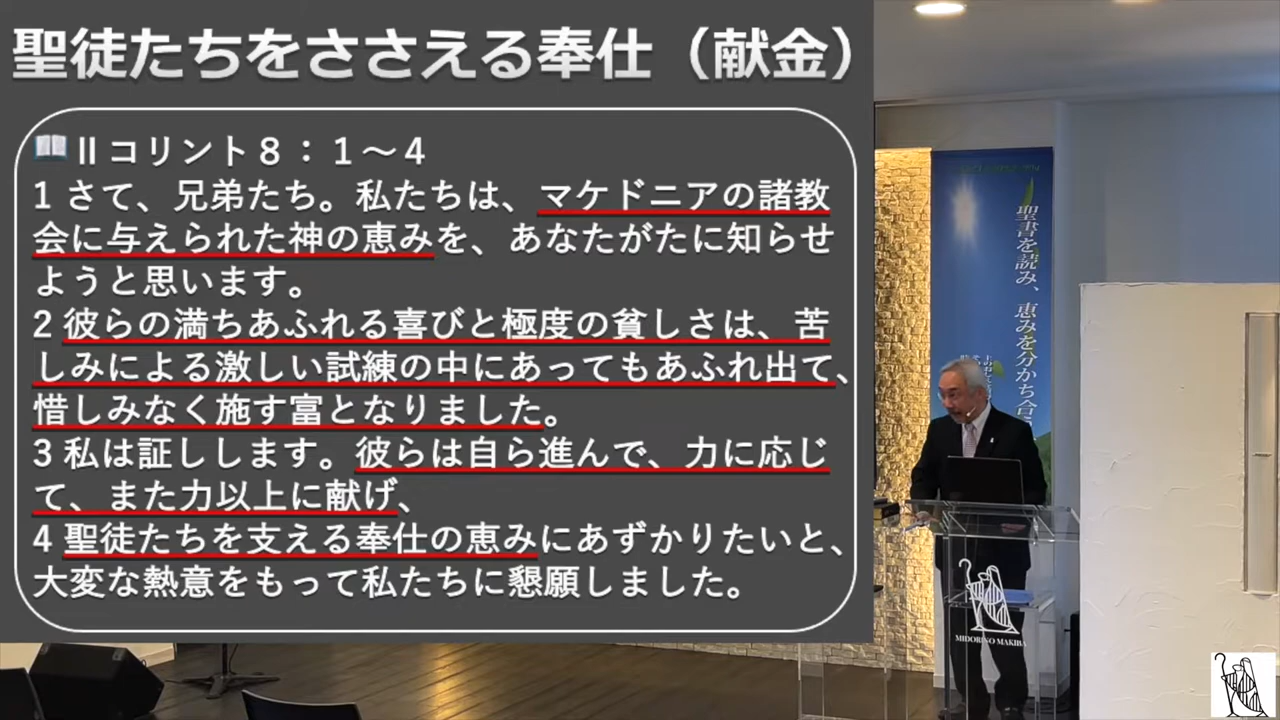 聖徒たちをささえる奉仕（献金）
Ⅱコリント８：１～４
1 さて、兄弟たち。私たちは、マケドニアの諸教
会に与えられた神の恵みを、あなたがたに知らせ
ようと思います。
2 彼らの満ちあふれる喜びと極度の貧しさは、苦
しみによる激しい試練の中にあってもあふれ出て、
惜しみなく施す富となりました。
3 私は証しします。彼らは自ら進んで、力に応じ
て、また力以上に献げ、
4 聖徒たちを支える奉仕の恵みにあずかりたいと、
大変な熱意をもって私たちに懇願しました。
聖書を読み、恵みを分かち合
MIDORINO MAKIBA